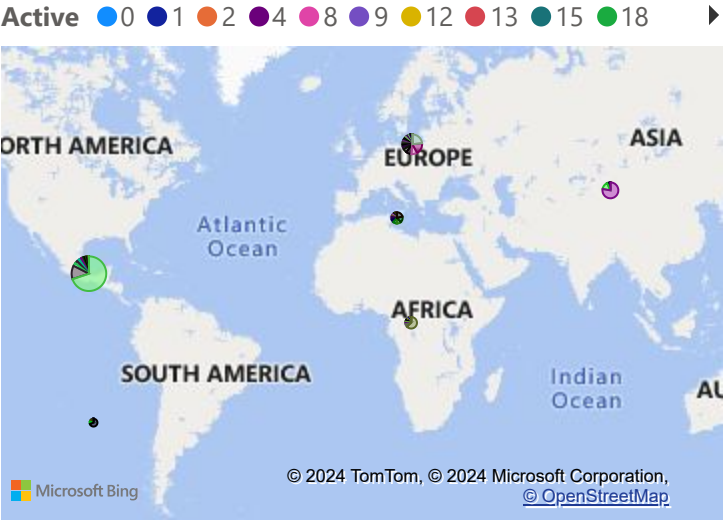 Active 0 1 2 4 8 9 12 13 15 18
ORTH AMERICA
EUROPE
ASIA
Atlantic
Ocean
AFRICA
SOUTH AMERICA
Indian
Ocean
AU
Microsoft Bing
© 2024 TomTom, © 2024 Microsoft Corporation,
© OpenStreetMap